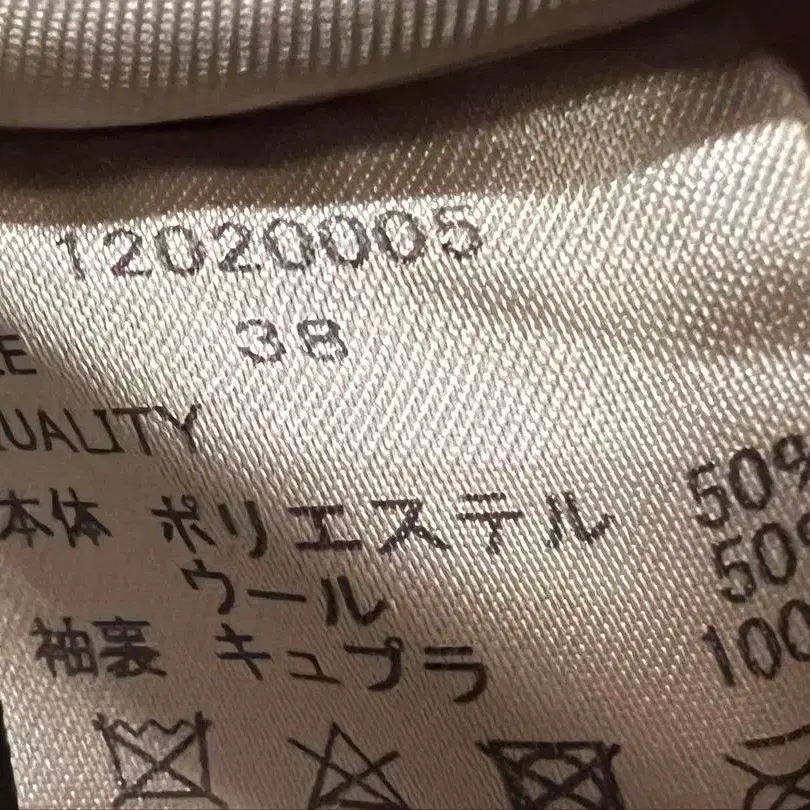 12020005
38
QUALITY
本体 ポリエステル 50%
ウール 50%
袖裏 キュプラ 100